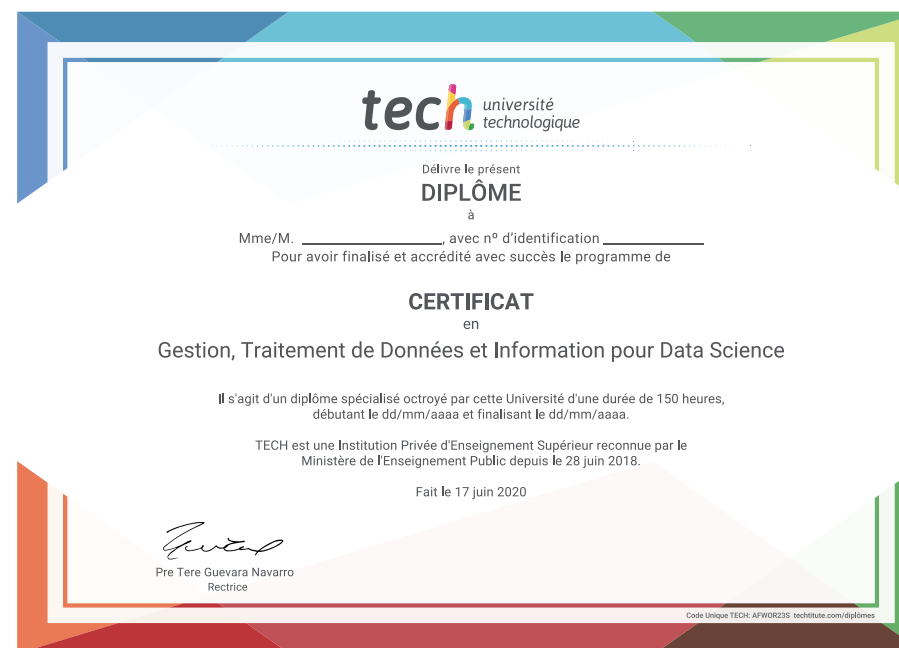 tech université
technologique
Délivre le présent
DIPLÔME
à
Mme/M. ____________________, avec nº d'identification ______________
Pour avoir finalisé et accrédité avec succès le programme de
CERTIFICAT
en
Gestion, Traitement de Données et Information pour Data Science
Il s'agit d'un diplôme spécialisé octroyé par cette Université d'une durée de 150 heures,
débutant le dd/mm/aaaa et finalisant le dd/mm/aaaa.
TECH est une Institution Privée d'Enseignement Supérieur reconnue par le
Ministère de l'Enseignement Public depuis le 28 juin 2018.
Fait le 17 juin 2020
Pre Tere Guevara Navarro
Rectrice
Code Unique TECH: AFWOR23S techtitute.com/diplômes